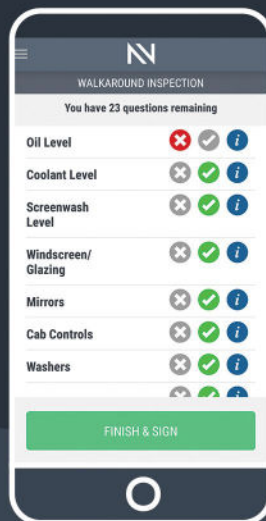 WALKAROUND INSPECTION
You have 23 questions remaining
Oil Level
Coolant Level
Screenwash
Level
Windscreen/
Glazing
Mirrors
Cab Controls
Washers
FINISH & SIGN